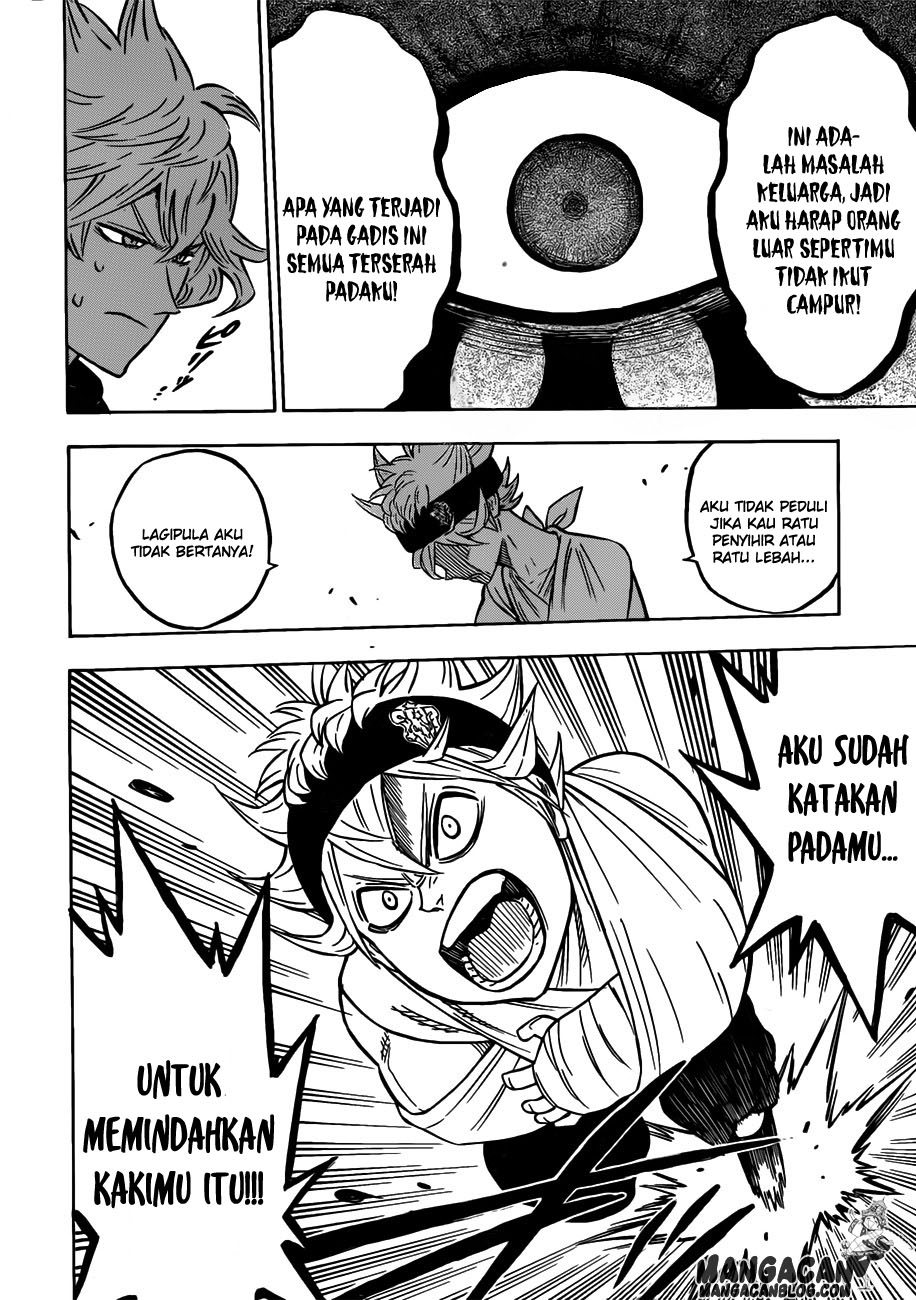 INI ADA-
LAH MASALAH
KELUARGA, JADI
AKU HARAP ORANG
LUAR SEPERTIMU
TIDAK IKUT
CAMPUR!
APA YANG TERJADI
PADA GADIS INI
SEMUA TERSERAH
PADAKU!
AKU TIDAK PEDULI
JIKA KAU RATU
PENYIHIR ATAU
RATU LEBAH...
LAGIPULA AKU
TIDAK BERTANYA!
AKU SUDAH
KATAKAN
PADAMU...
UNTUK
MEMINDAHKAN
KAKIMU ITU!!!
MANGACAN
MANGACANBLOG.COM